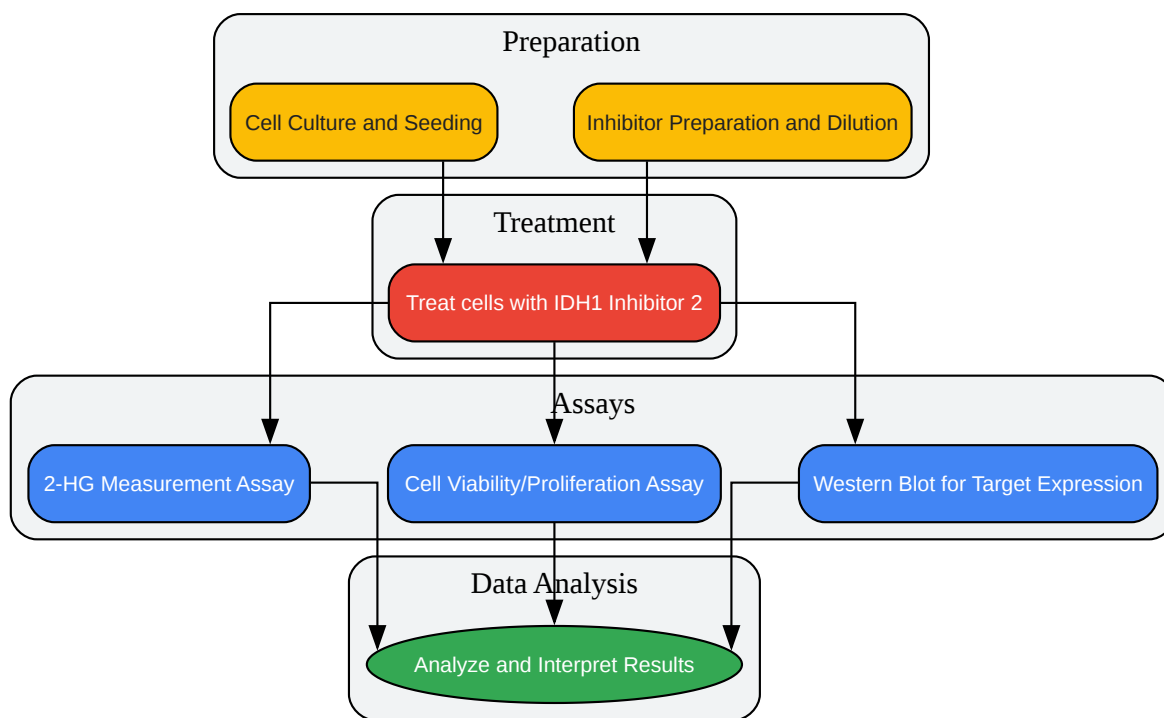 Preparation
Cell Culture and Seeding
Inhibitor Preparation and Dilution
Treatment
Treat cells with IDH1 Inhibitor 2
Assays
2-HG Measurement Assay
Cell Viability/Proliferation Assay
Western Blot for Target Expression
Data Analysis
Analyze and Interpret Results